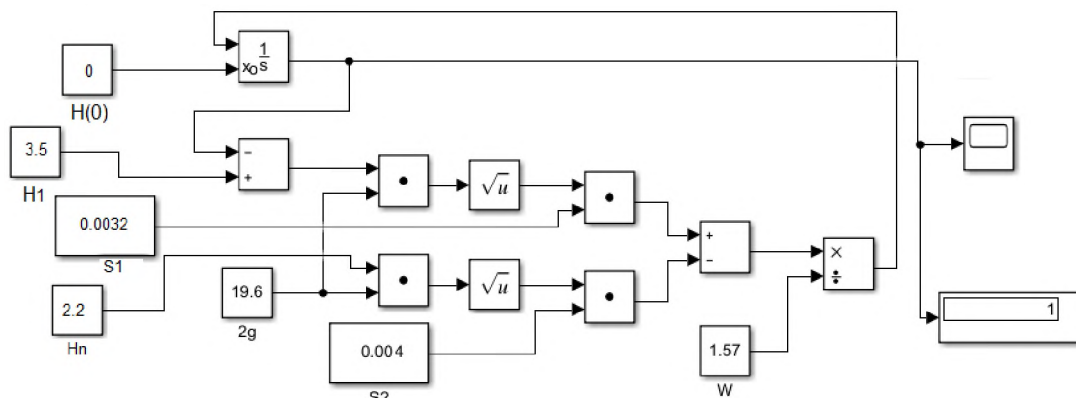 1
x₀ s
0
H(0)
3.5
H1
−
+
√u
0.0032
S1
+
−
×
÷
19.6
2g
√u
2.2
Hn
0.004
S2
1.57
W
1